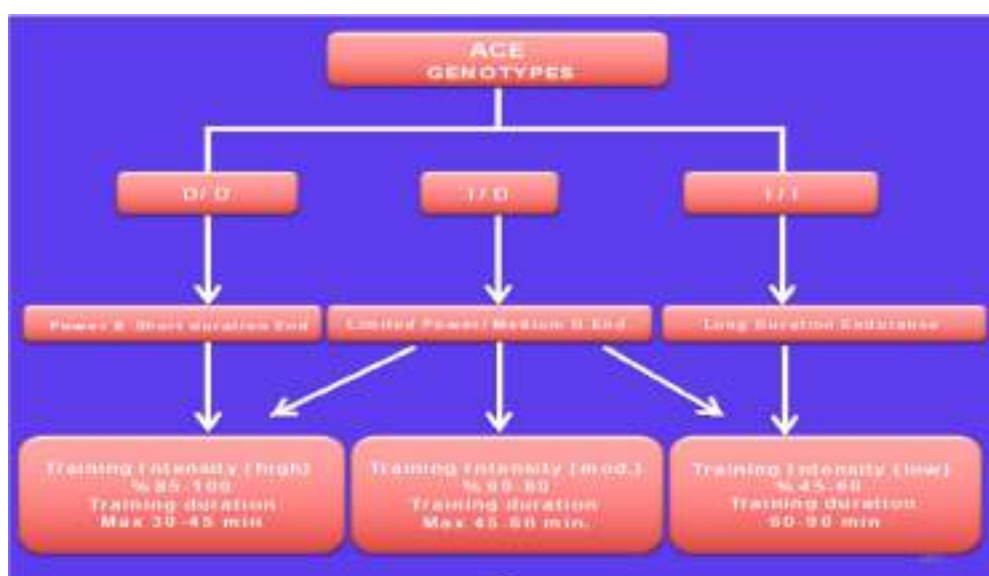 ACE
GENOTYPES
D/ D
I / D
I / I
Power & Short duration End
Limited Power/Medium D End
Long Duration Endurance
Training Intensity (high)
% 85-100
Training duration
Max 30-45 min
Training Intensity (mod.)
% 60-80
Training duration
Max 45-60 min.
Training Intensity (low)
% 45-60
Training duration
60-90 min